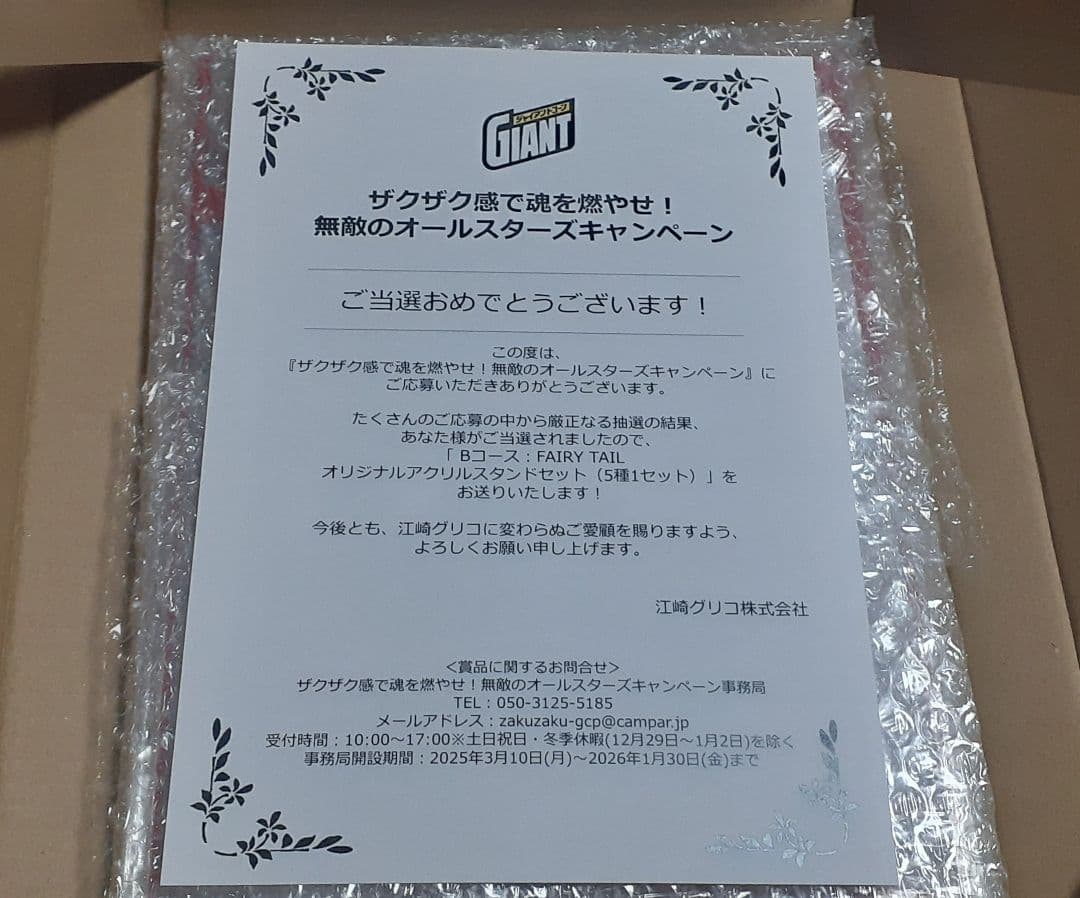 ジャイアントコーン
GIANT
ザクザク感で魂を燃やせ！
無敵のオールスターズキャンペーン
ご当選おめでとうございます！
この度は、
『ザクザク感で魂を燃やせ！無敵のオールスターズキャンペーン』に
ご応募いただきありがとうございます。
たくさんのご応募の中から厳正なる抽選の結果、
あなた様がご当選されましたので、
「 Bコース：FAIRY TAIL
オリジナルアクリルスタンドセット（5種1セット）」を
お送りいたします！
今後とも、江崎グリコに変わらぬご愛顧を賜りますよう、
よろしくお願い申し上げます。
江崎グリコ株式会社
＜賞品に関するお問合せ＞
ザクザク感で魂を燃やせ！無敵のオールスターズキャンペーン事務局
TEL：050-3125-5185
メールアドレス：zakuzaku-gcp@campar.jp
受付時間：10:00～17:00※土日祝日・冬季休暇(12月29日～1月2日)を除く
事務局開設期間：2025年3月10日(月)～2026年1月30日(金)まで